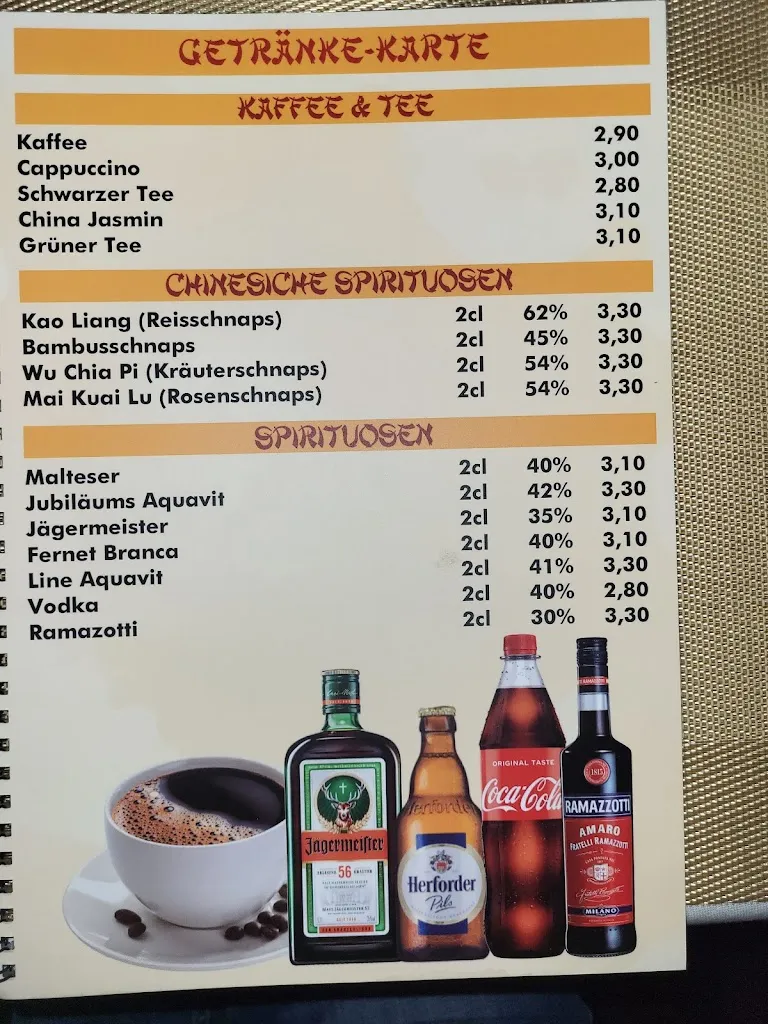 GETRÄNKE-KARTE
KAFFEE & TEE
Kaffee 2,90
Cappuccino 3,00
Schwarzer Tee 2,80
China Jasmin 3,10
Grüner Tee 3,10
CHINESICHE SPIRITUOSEN
Kao Liang (Reisschnaps) 2cl 62% 3,30
Bambusschnaps 2cl 45% 3,30
Wu Chia Pi (Kräuterschnaps) 2cl 54% 3,30
Mai Kuai Lu (Rosenschnaps) 2cl 54% 3,30
SPIRITUOSEN
Malteser 2cl 40% 3,10
Jubiläums Aquavit 2cl 42% 3,30
Jägermeister 2cl 35% 3,10
Fernet Branca 2cl 40% 3,10
Line Aquavit 2cl 41% 3,30
Vodka 2cl 40% 2,80
Ramazotti 2cl 30% 3,30
Jägermeister
56
Herforder
Herforder
Pils
ORIGINAL TASTE
Coca-Cola
1815
RAMAZZOTTI
AMARO
FRATELLI RAMAZZOTTI
MILANO